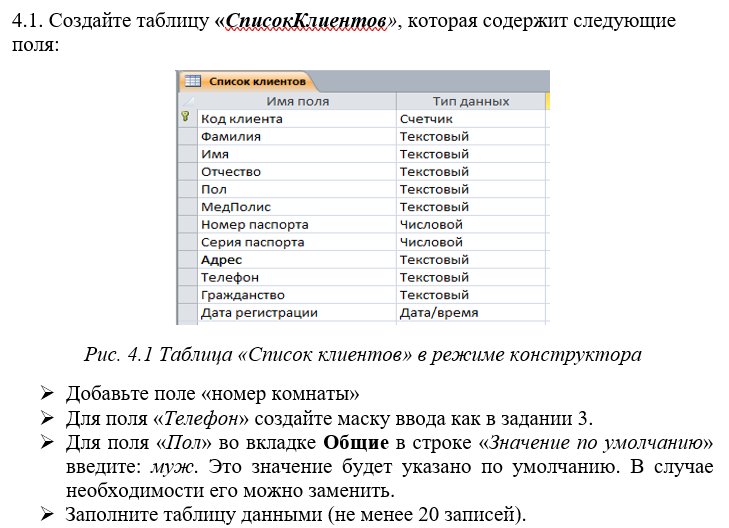 4.1. Создайте таблицу «СписокКлиентов», которая содержит следующие
поля:
Список клиентов
Имя поля Тип данных
Код клиента Счетчик
Фамилия Текстовый
Имя Текстовый
Отчество Текстовый
Пол Текстовый
МедПолис Текстовый
Номер паспорта Числовой
Серия паспорта Числовой
Адрес Текстовый
Телефон Текстовый
Гражданство Текстовый
Дата регистрации Дата/время
Рис. 4.1 Таблица «Список клиентов» в режиме конструктора
➢ Добавьте поле «номер комнаты»
➢ Для поля «Телефон» создайте маску ввода как в задании 3.
➢ Для поля «Пол» во вкладке Общие в строке «Значение по умолчанию»
введите: муж. Это значение будет указано по умолчанию. В случае
необходимости его можно заменить.
➢ Заполните таблицу данными (не менее 20 записей).